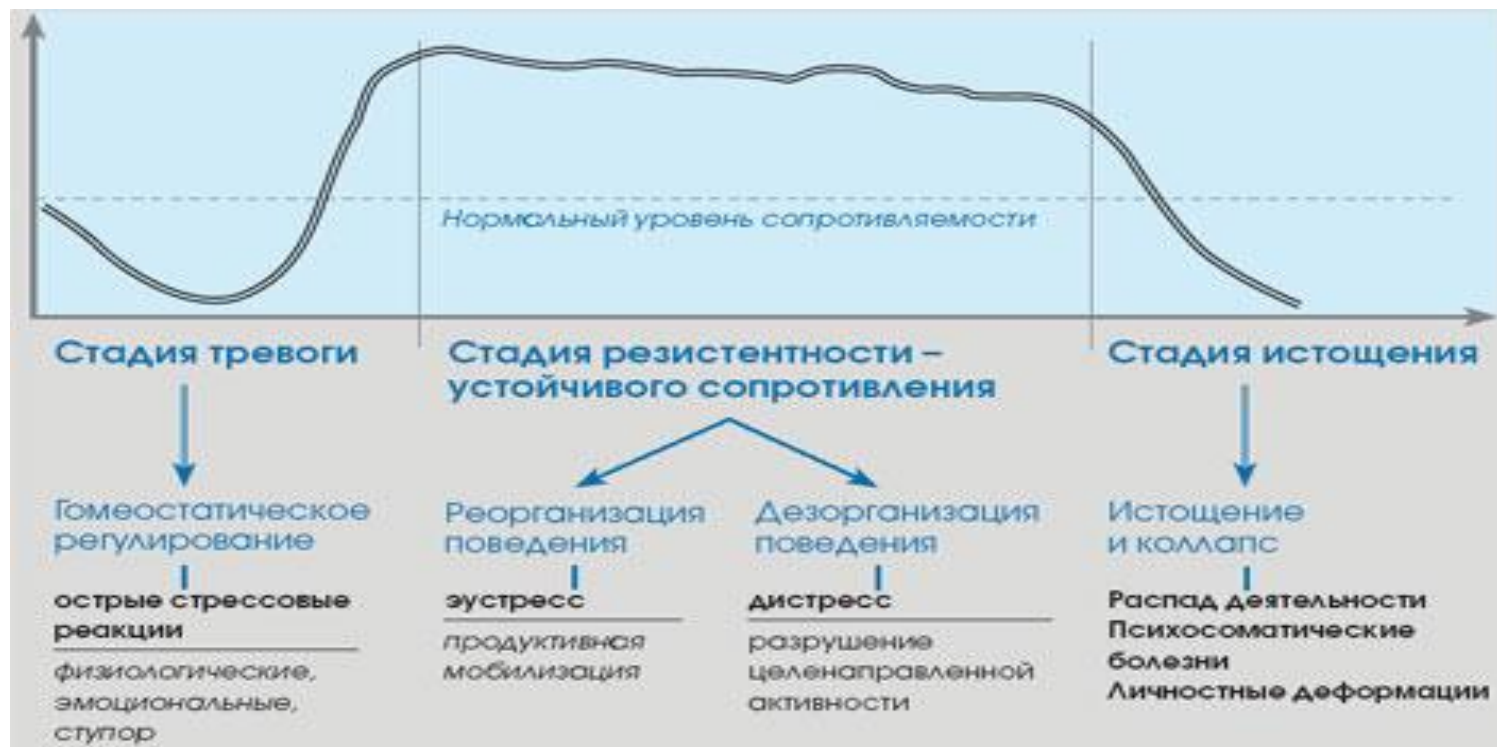 Нормальный уровень сопротивляемости
Стадия тревоги
Стадия резистентности –
устойчивого сопротивления
Стадия истощения
Гомеостатическое
регулирование
острые стрессовые
реакции
физиологические,
эмоциональные,
ступор
Реорганизация
поведения
эустресс
продуктивная
мобилизация
Дезорганизация
поведения
дистресс
разрушение
целенаправленной
активности
Истощение
и коллапс
Распад деятельности
Психосоматические
болезни
Личностные деформации